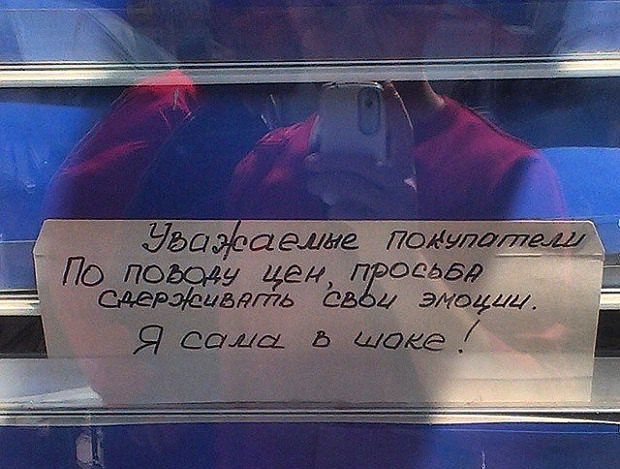 Уважаемые покупатели
По поводу цен, просьба
сдерживать свои эмоции.
Я сама в шоке!